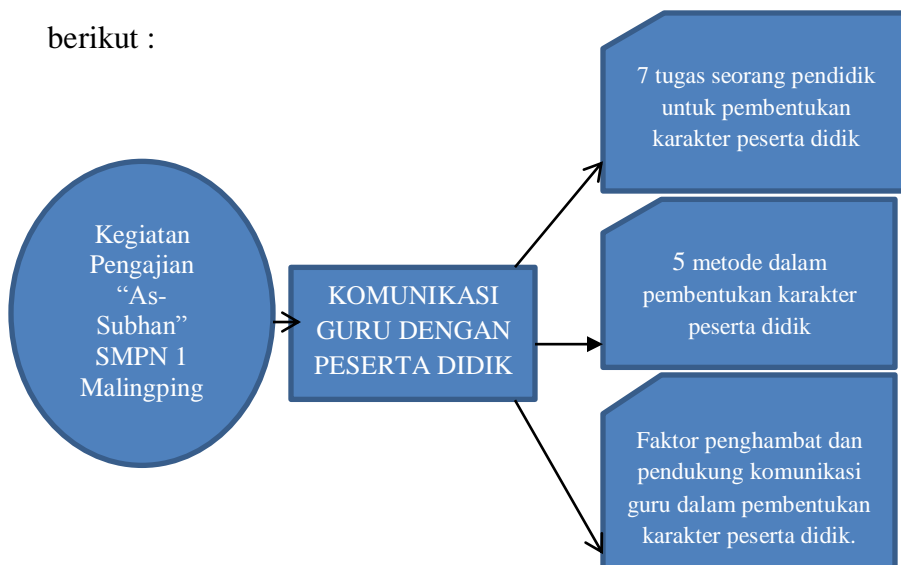 berikut :
Kegiatan
Pengajian
“As-
Subhan”
SMPN 1
Malingping
KOMUNIKASI
GURU DENGAN
PESERTA DIDIK
7 tugas seorang pendidik
untuk pembentukan
karakter peserta didik
5 metode dalam
pembentukan karakter
peserta didik
Faktor penghambat dan
pendukung komunikasi
guru dalam pembentukan
karakter peserta didik.